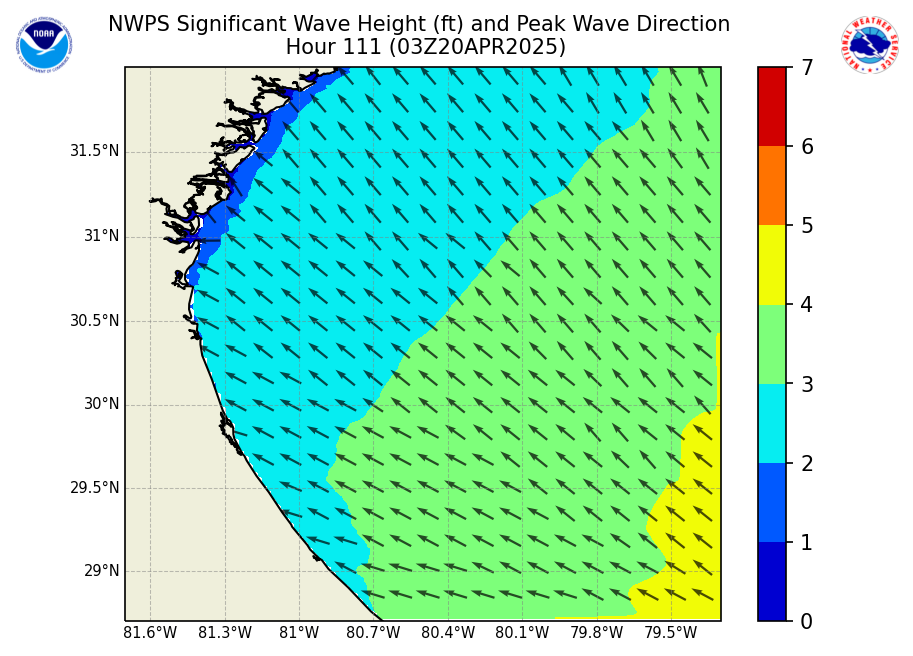 NWPS Significant Wave Height (ft) and Peak Wave Direction
Hour 111 (03Z20APR2025)
NOAA
NATIONAL WEATHER SERVICE
31.5°N
31°N
30.5°N
30°N
29.5°N
29°N
81.6°W 81.3°W 81°W 80.7°W 80.4°W 80.1°W 79.8°W 79.5°W
7
6
5
4
3
2
1
0